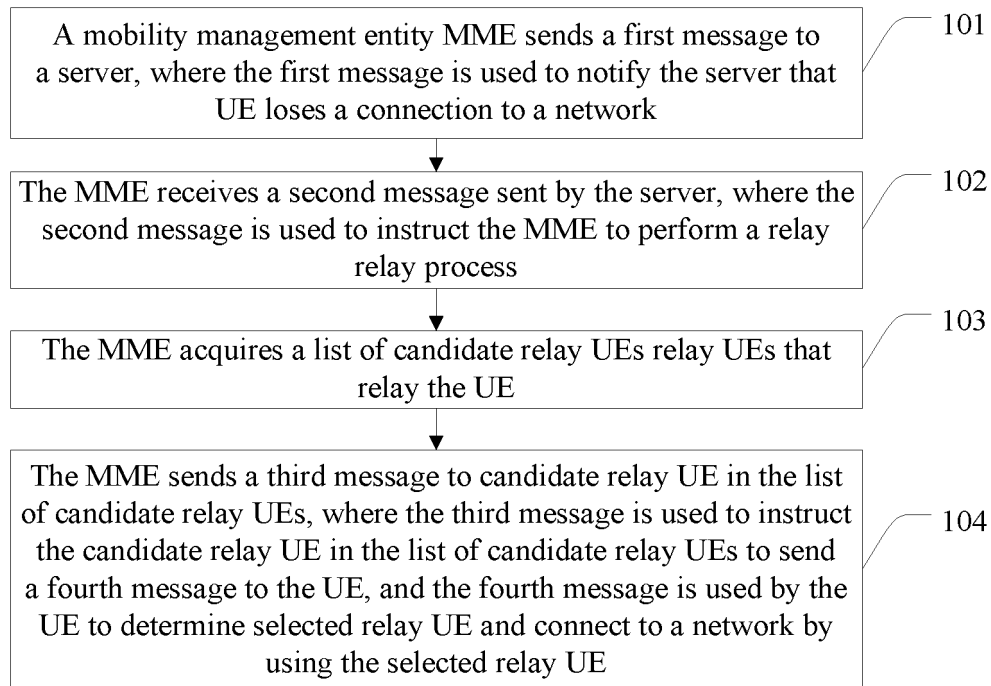 A mobility management entity MME sends a first message to
a server, where the first message is used to notify the server that
UE loses a connection to a network
101
The MME receives a second message sent by the server, where the
second message is used to instruct the MME to perform a relay
relay process
102
The MME acquires a list of candidate relay UEs relay UEs that
relay the UE
103
The MME sends a third message to candidate relay UE in the list
of candidate relay UEs, where the third message is used to instruct
the candidate relay UE in the list of candidate relay UEs to send
a fourth message to the UE, and the fourth message is used by the
UE to determine selected relay UE and connect to a network by
using the selected relay UE
104